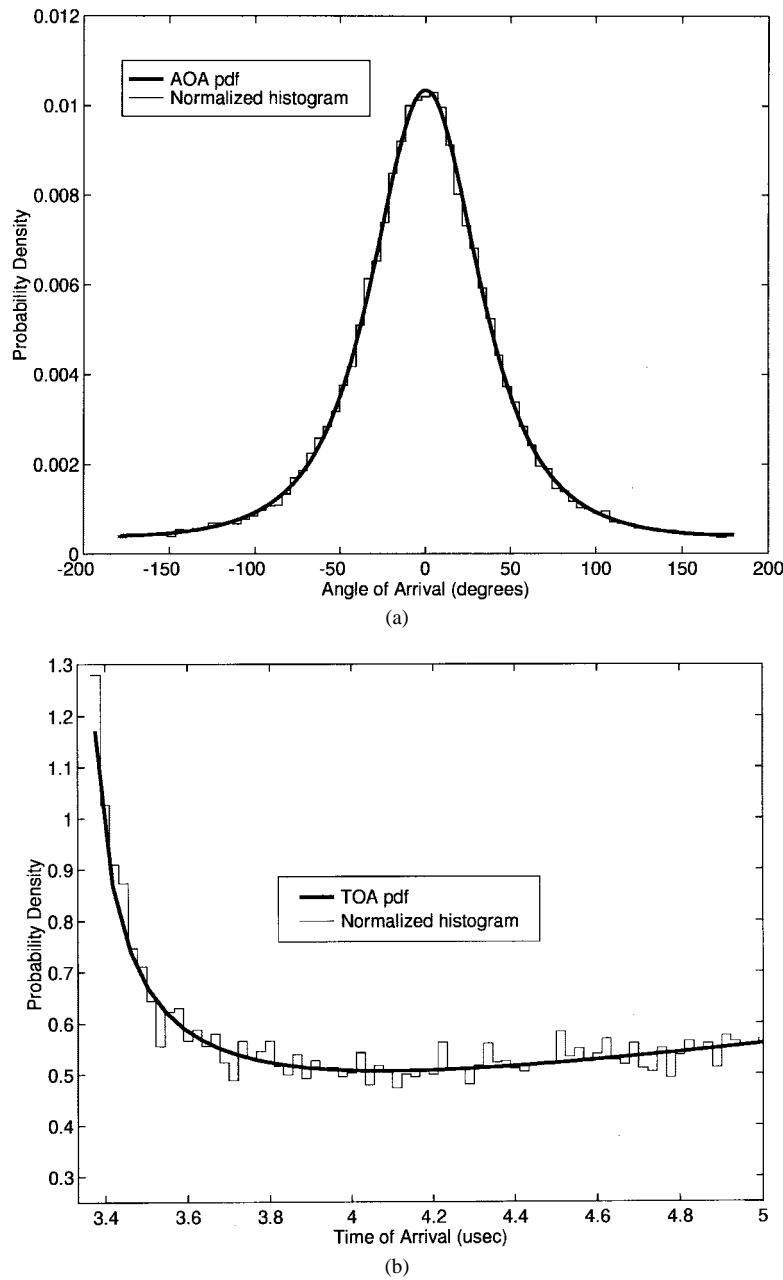 0.012
0.01
0.008
0.006
0.004
0.002
0
Probability Density
AOA pdf
Normalized histogram
-200 -150 -100 -50 0 50 100 150 200
Angle of Arrival (degrees)
(a)
1.3
1.2
1.1
1
0.9
0.8
0.7
0.6
0.5
0.4
0.3
Probability Density
TOA pdf
Normalized histogram
3.4 3.6 3.8 4 4.2 4.4 4.6 4.8 5
Time of Arrival (usec)
(b)